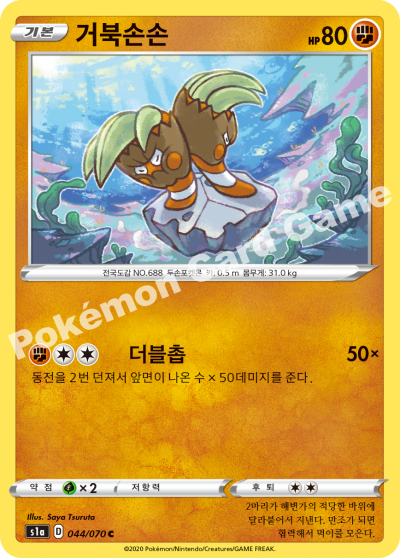 기본 거북손손 HP 80
전국도감 NO.688 두손포켓몬 키: 0.5 m 몸무게: 31.0 kg
Pokémon Card Game
더블촙 50×
동전을 2번 던져서 앞면이 나온 수 × 50데미지를 준다.
약점 ×2 저항력 후퇴
Illus. Saya Tsuruta
s1a D 044/070 C
2마리가 해변가의 적당한 바위에
달라붙어서 지낸다. 만조가 되면
협력해서 먹이를 모은다.
©2020 Pokémon/Nintendo/Creatures/GAME FREAK.